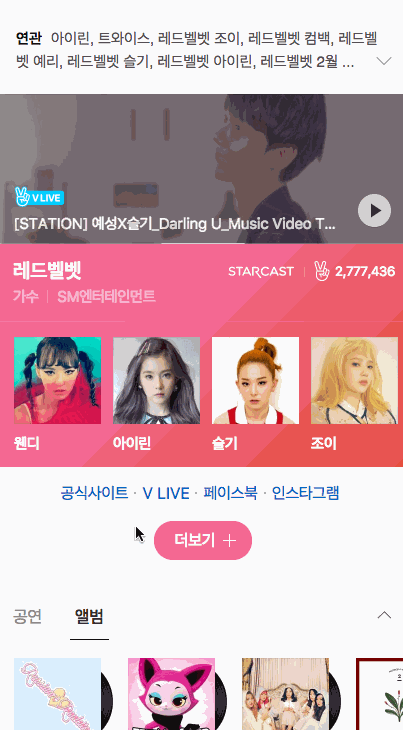 연관 아이린, 트와이스, 레드벨벳 조이, 레드벨벳 컴백, 레드벨
벳 예리, 레드벨벳 슬기, 레드벨벳 아이린, 레드벨벳 2월 ...
V LIVE
[STATION] 예성X슬기_Darling U_Music Video T...
레드벨벳
STARCAST | 2,777,436
가수 | SM엔터테인먼트
웬디 아이린 슬기 조이
공식사이트 · V LIVE · 페이스북 · 인스타그램
더보기 +
공연 앨범